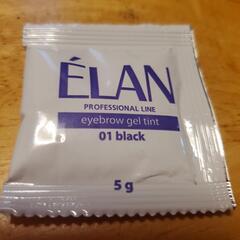 ÉLAN
PROFESSIONAL LINE
eyebrow gel tint
01 black
5 g